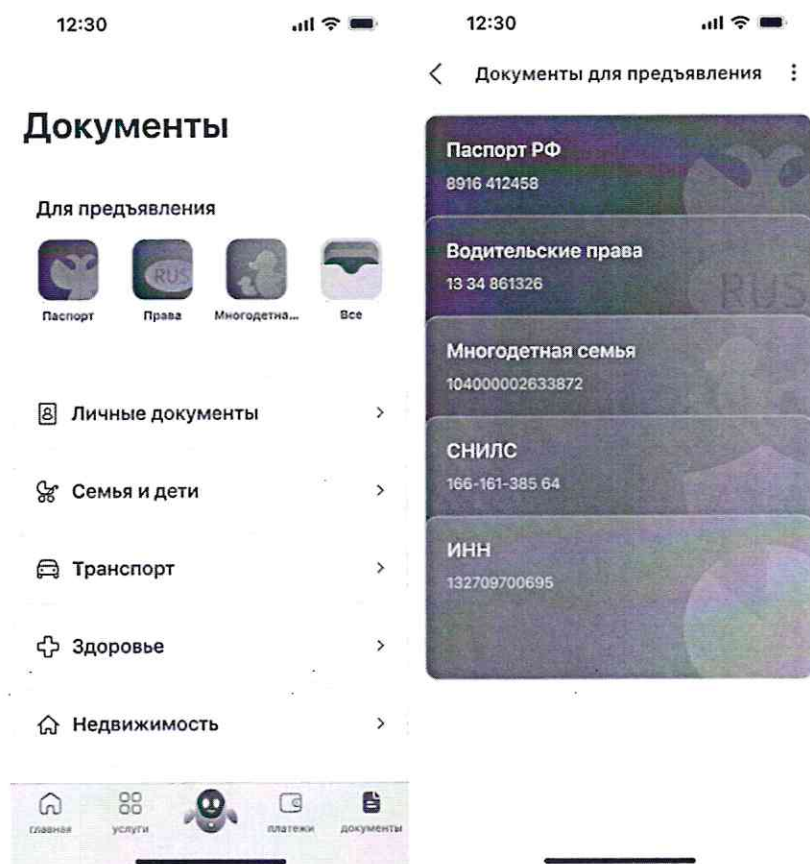 12:30
Документы
Для предъявления
Паспорт
RUS
Права
Многодетна...
Все
Личные документы
Семья и дети
Транспорт
Здоровье
Недвижимость
главная
услуги
платежи
документы
12:30
Документы для предъявления
Паспорт РФ
8916 412458
Водительские права
13 34 861326
RUS
Многодетная семья
104000002633872
СНИЛС
166-161-385 64
ИНН
132709700695